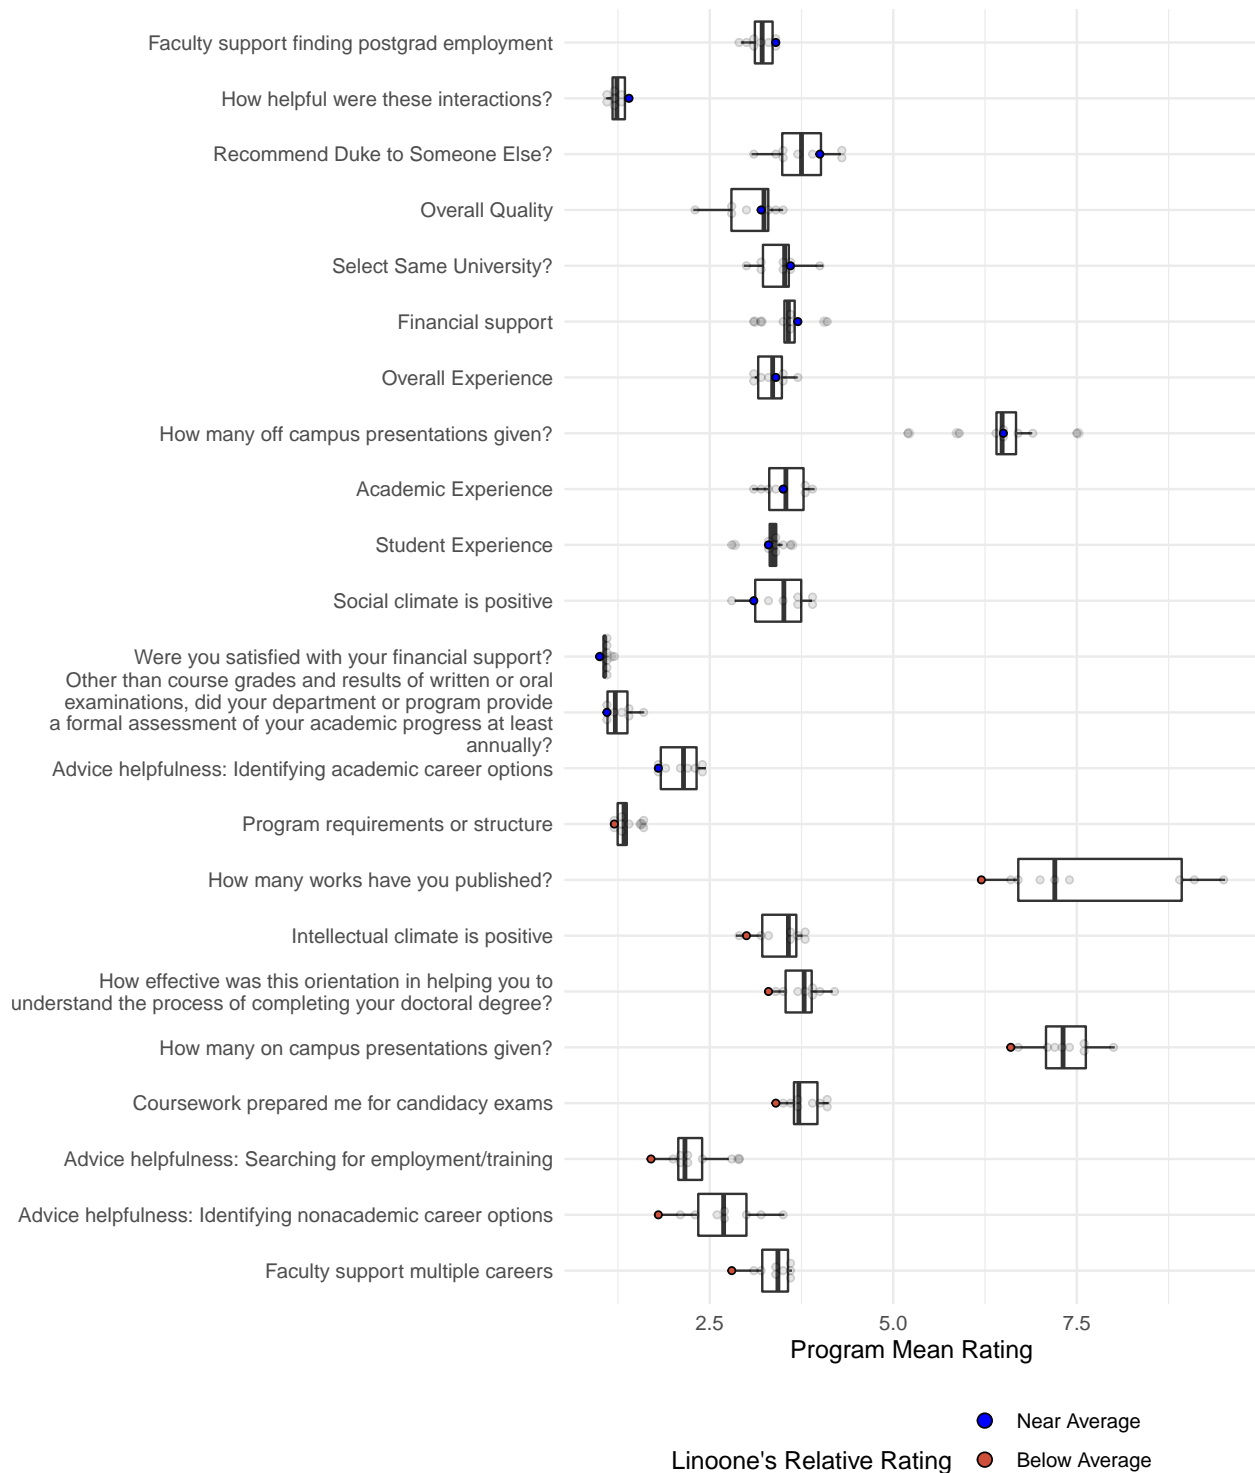 Faculty support finding postgrad employment
How helpful were these interactions?
Recommend Duke to Someone Else?
Overall Quality
Select Same University?
Financial support
Overall Experience
How many off campus presentations given?
Academic Experience
Student Experience
Social climate is positive
Were you satisfied with your financial support?
Other than course grades and results of written or oral
examinations, did your department or program provide
a formal assessment of your academic progress at least
annually?
Advice helpfulness: Identifying academic career options
Program requirements or structure
How many works have you published?
Intellectual climate is positive
How effective was this orientation in helping you to
understand the process of completing your doctoral degree?
How many on campus presentations given?
Coursework prepared me for candidacy exams
Advice helpfulness: Searching for employment/training
Advice helpfulness: Identifying nonacademic career options
Faculty support multiple careers
2.5 5.0 7.5
Program Mean Rating
Near Average
Linoone's Relative Rating Below Average